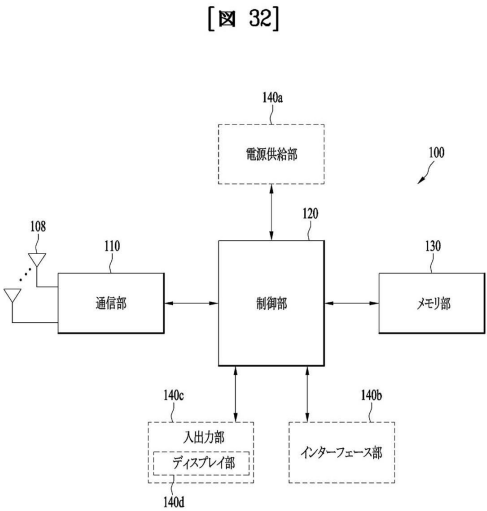 [図 32]
140a
電源供給部
100
108
110
120
130
通信部
制御部
メモリ部
140c
140b
入出力部
ディスプレイ部
インターフェース部
140d